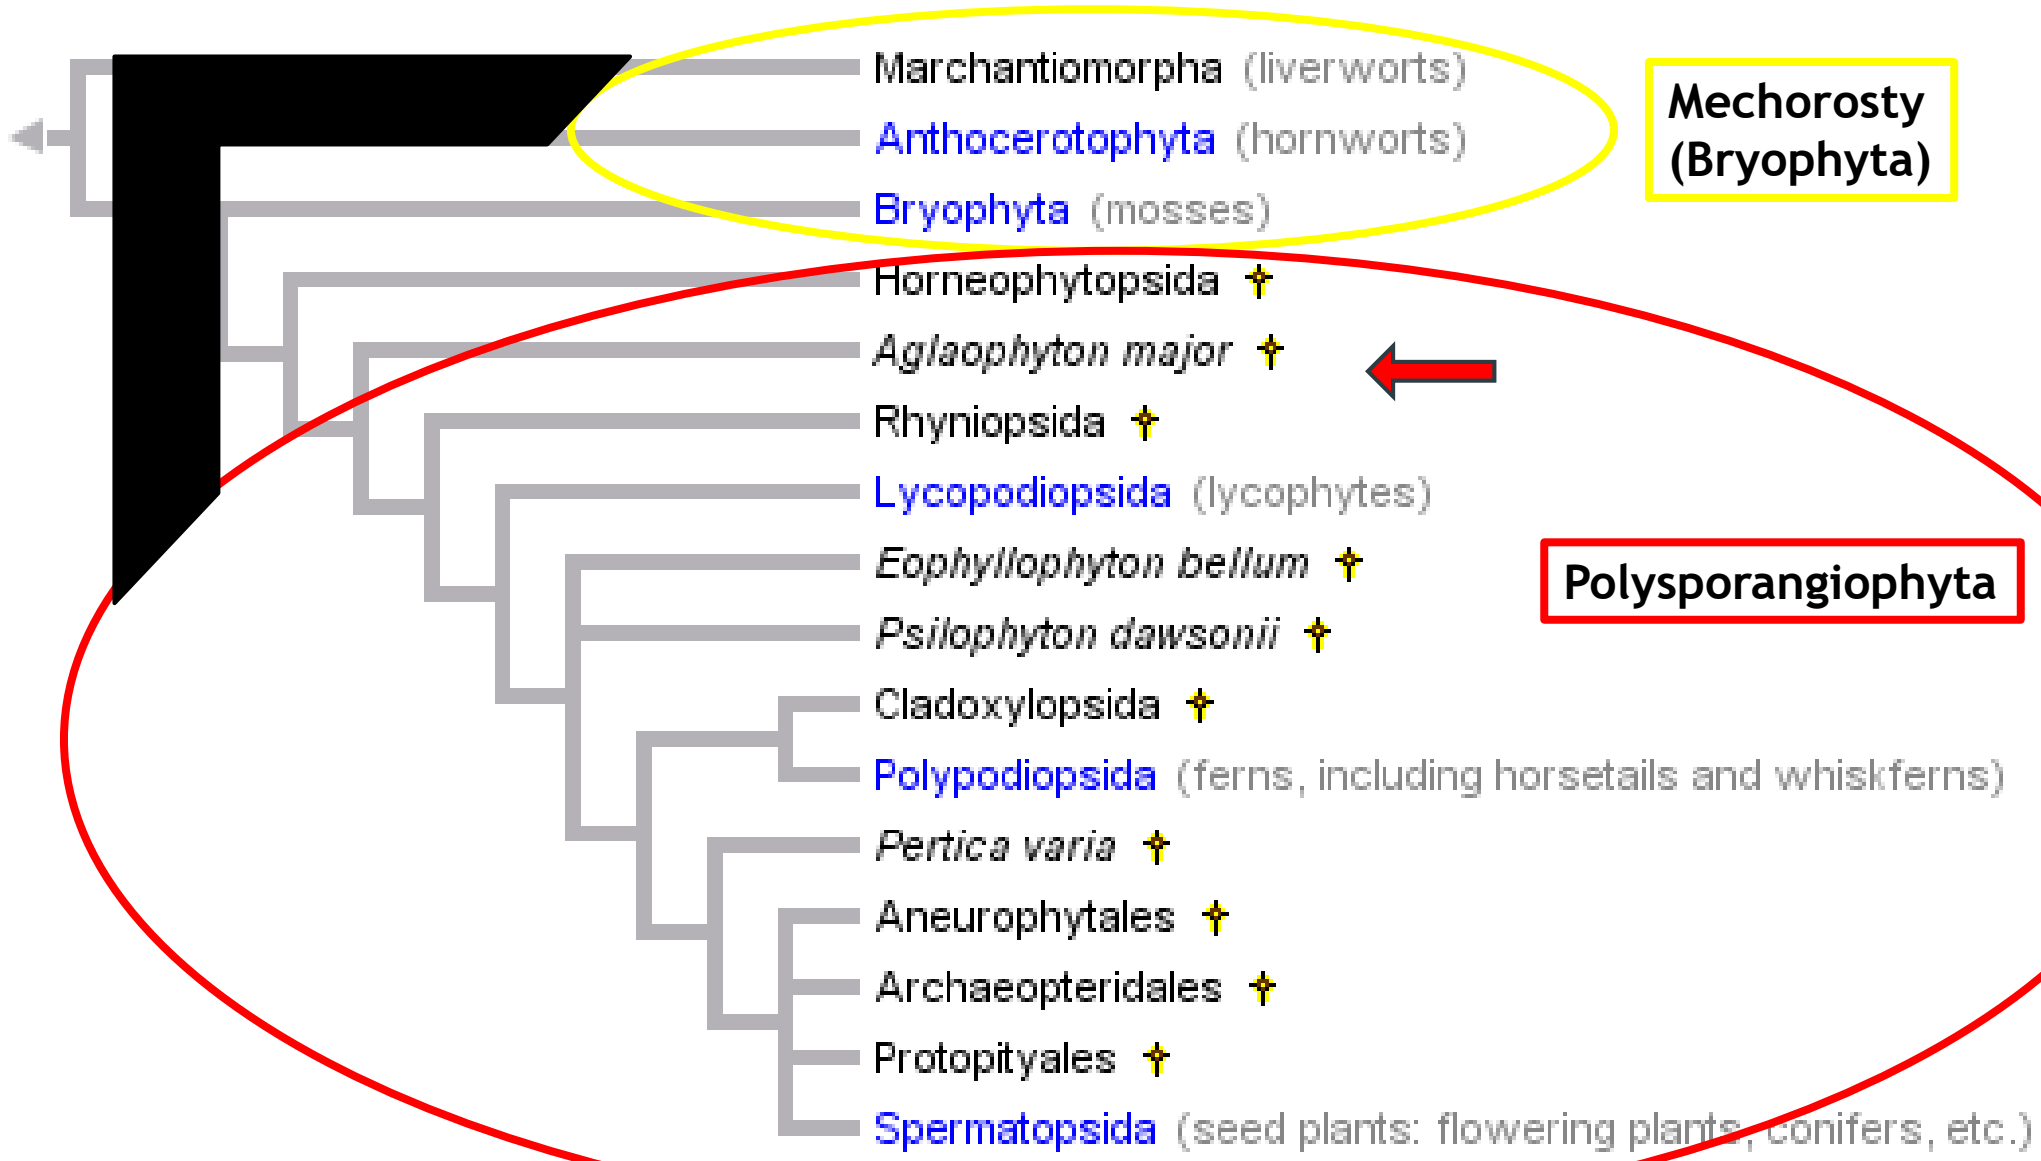 Marchantiomorpha (liverworts)
Anthocerotophyta (hornworts)
Bryophyta (mosses)
Mechorosty
(Bryophyta)
Horneophytopsida
Aglaophyton major
Rhyniopsida
Lycopodiopsida (lycophytes)
Eophyllophyton bellum
Psilophyton dawsonii
Polysporangiophyta
Cladoxylopsida
Polypodiopsida (ferns, including horsetails and whiskferns)
Pertica varia
Aneurophytales
Archaeopteridales
Protopityales
Spermatopsida (seed plants: flowering plants, conifers, etc.)